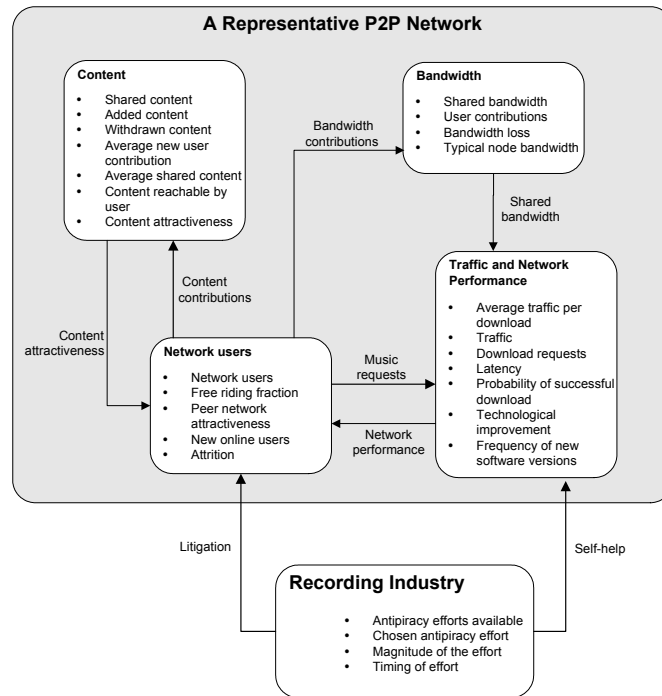 A Representative P2P Network
Content
• Shared content
• Added content
• Withdrawn content
• Average new user
contribution
• Average shared content
• Content reachable by
user
• Content attractiveness
Bandwidth
• Shared bandwidth
• User contributions
• Bandwidth loss
• Typical node bandwidth
Bandwidth
contributions
Shared
bandwidth
Content
contributions
Content
attractiveness
Traffic and Network
Performance
• Average traffic per
download
• Traffic
• Download requests
• Latency
• Probability of successful
download
• Technological
improvement
• Frequency of new
software versions
Network users
• Network users
• Free riding fraction
• Peer network
attractiveness
• New online users
• Attrition
Music
requests
Network
performance
Litigation
Self-help
Recording Industry
• Antipiracy efforts available
• Chosen antipiracy effort
• Magnitude of the effort
• Timing of effort